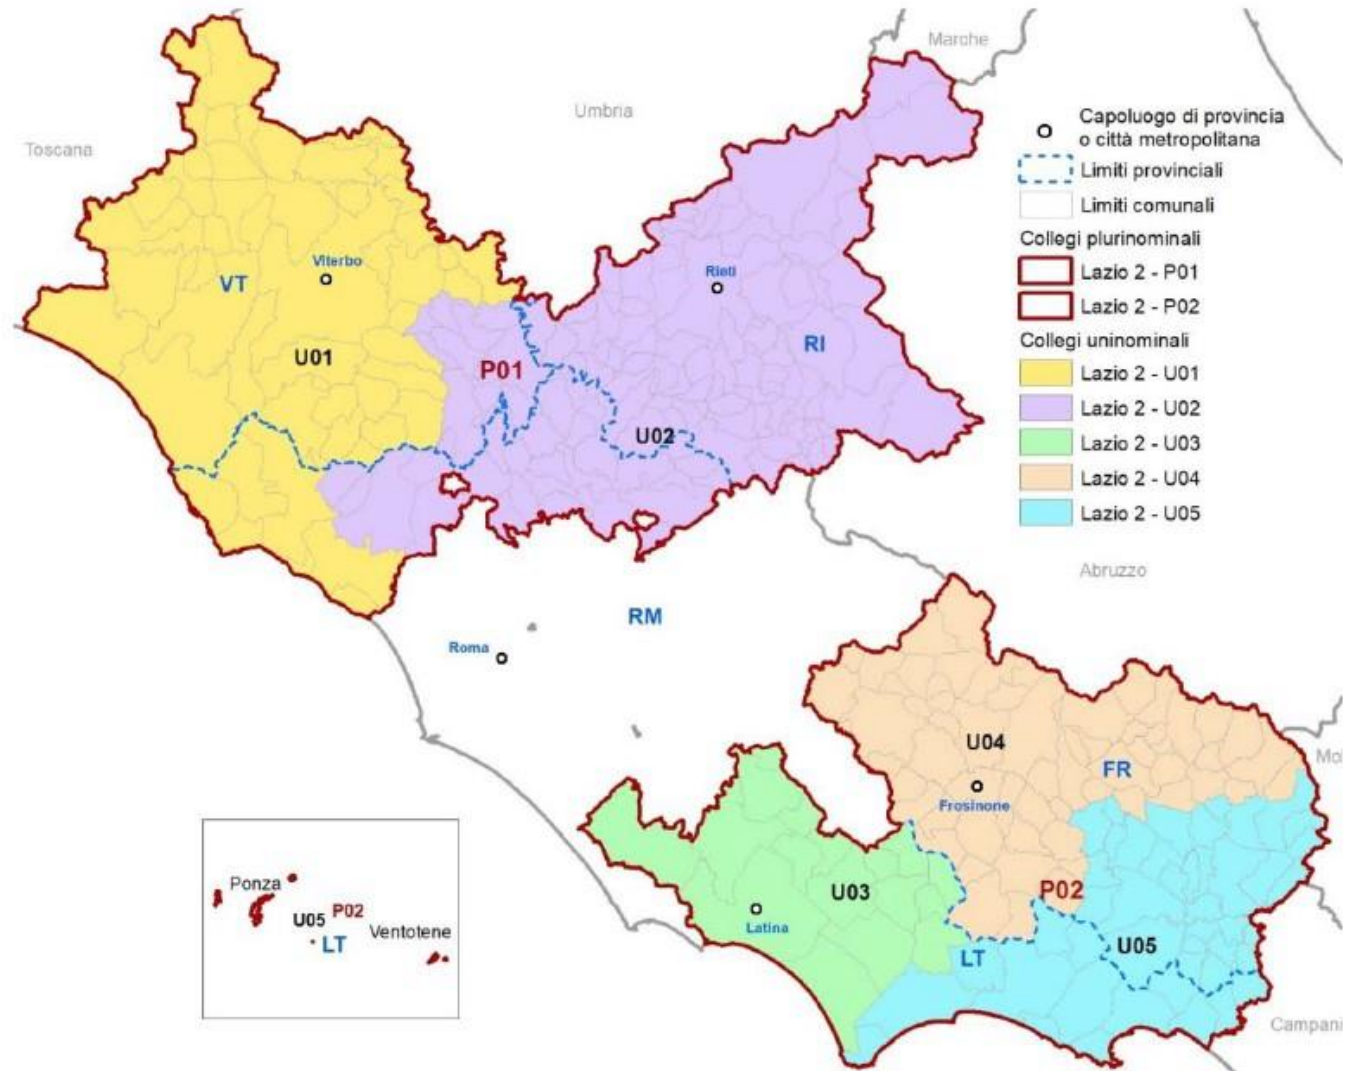 Marche
Umbria
Toscana
Capoluogo di provincia
o città metropolitana
Limiti provinciali
Limiti comunali
Collegi plurinominali
Lazio 2 - P01
Lazio 2 - P02
Collegi uninominali
Lazio 2 - U01
Lazio 2 - U02
Lazio 2 - U03
Lazio 2 - U04
Lazio 2 - U05
Viterbo
VT
Rieti
RI
U01
P01
U02
Abruzzo
RM
Roma
U04
Mol
FR
Frosinone
U03
P02
Latina
LT
U05
Campani
Ponza
U05
P02
LT
Ventotene